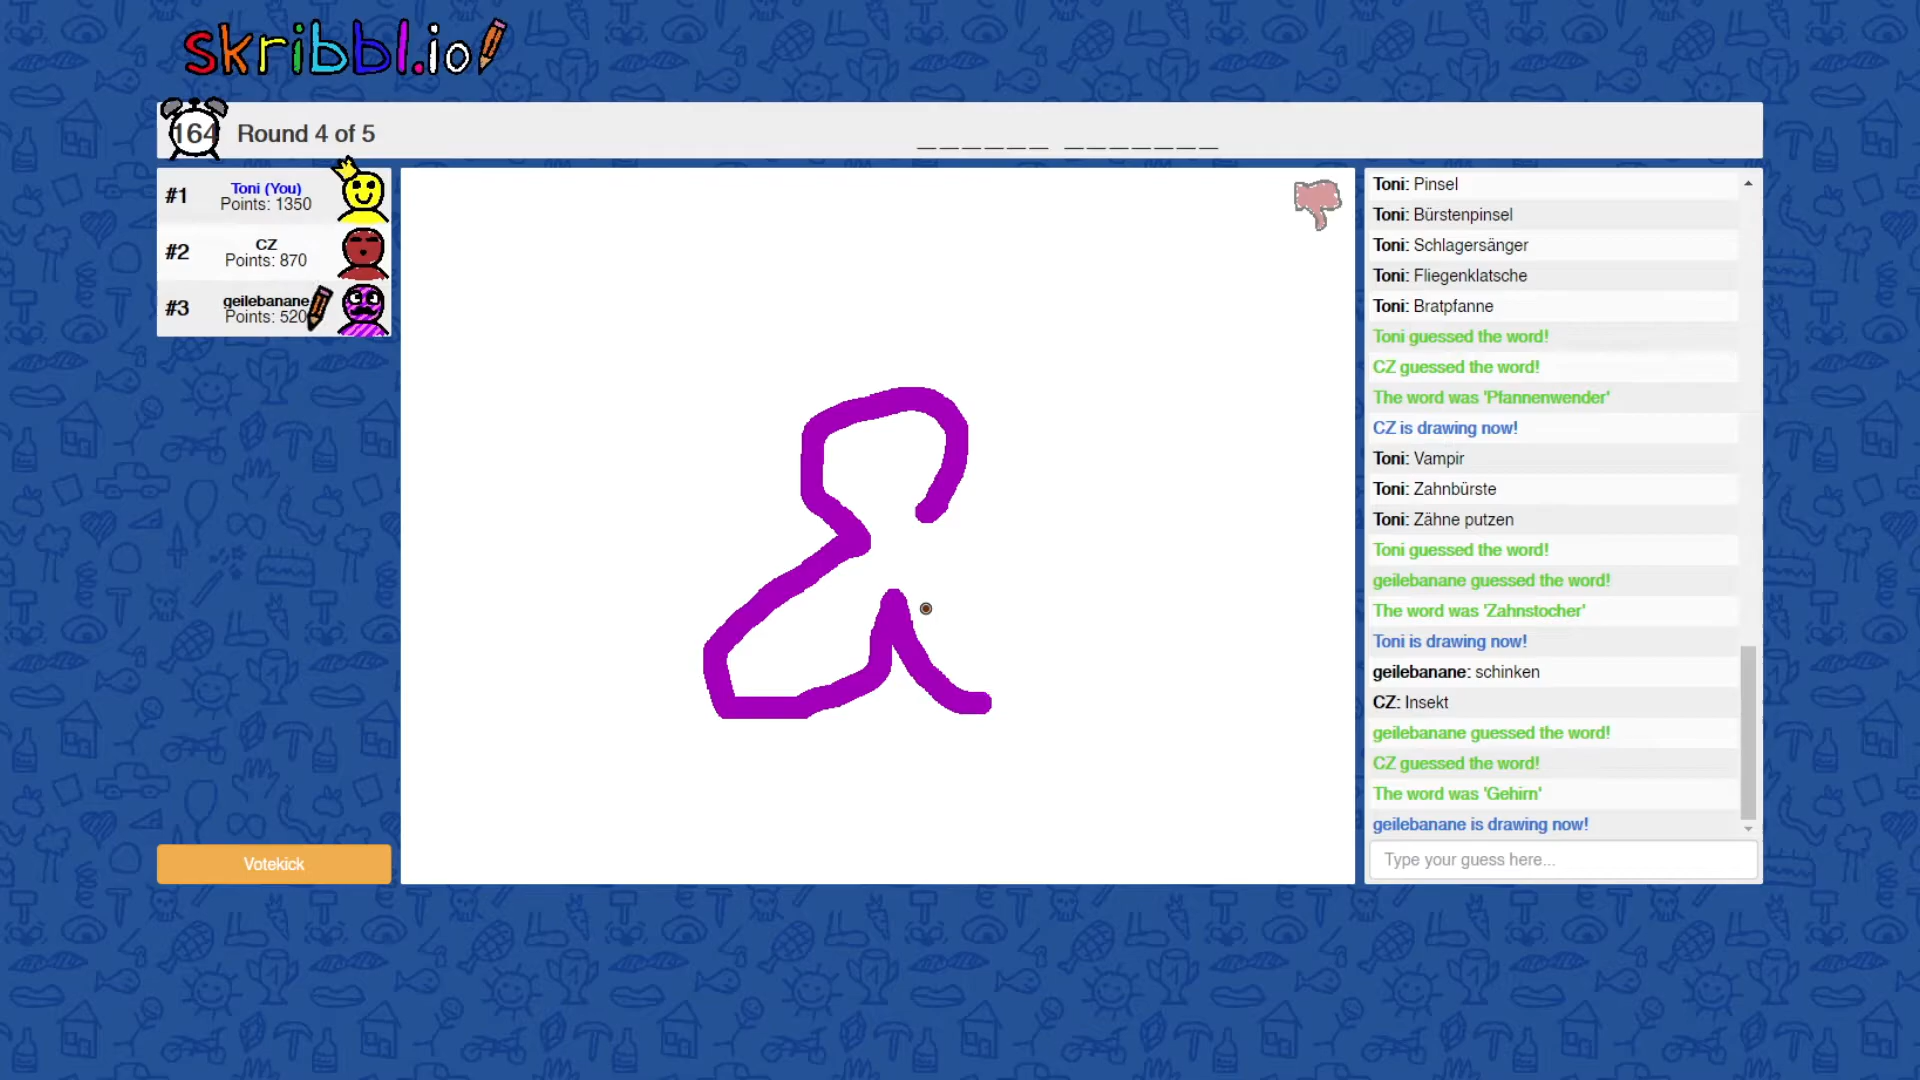 skribbl.io
164
Round 4 of 5
______ _______
#1
Toni (You)
Points: 1350
#2
CZ
Points: 870
#3
geilebanane
Points: 520
Votekick
Toni: Pinsel
Toni: Bürstenpinsel
Toni: Schlagersänger
Toni: Fliegenklatsche
Toni: Bratpfanne
Toni guessed the word!
CZ guessed the word!
The word was 'Pfannenwender'
CZ is drawing now!
Toni: Vampir
Toni: Zahnbürste
Toni: Zähne putzen
Toni guessed the word!
geilebanane guessed the word!
The word was 'Zahnstocher'
Toni is drawing now!
geilebanane: schinken
CZ: Insekt
geilebanane guessed the word!
CZ guessed the word!
The word was 'Gehirn'
geilebanane is drawing now!
Type your guess here...